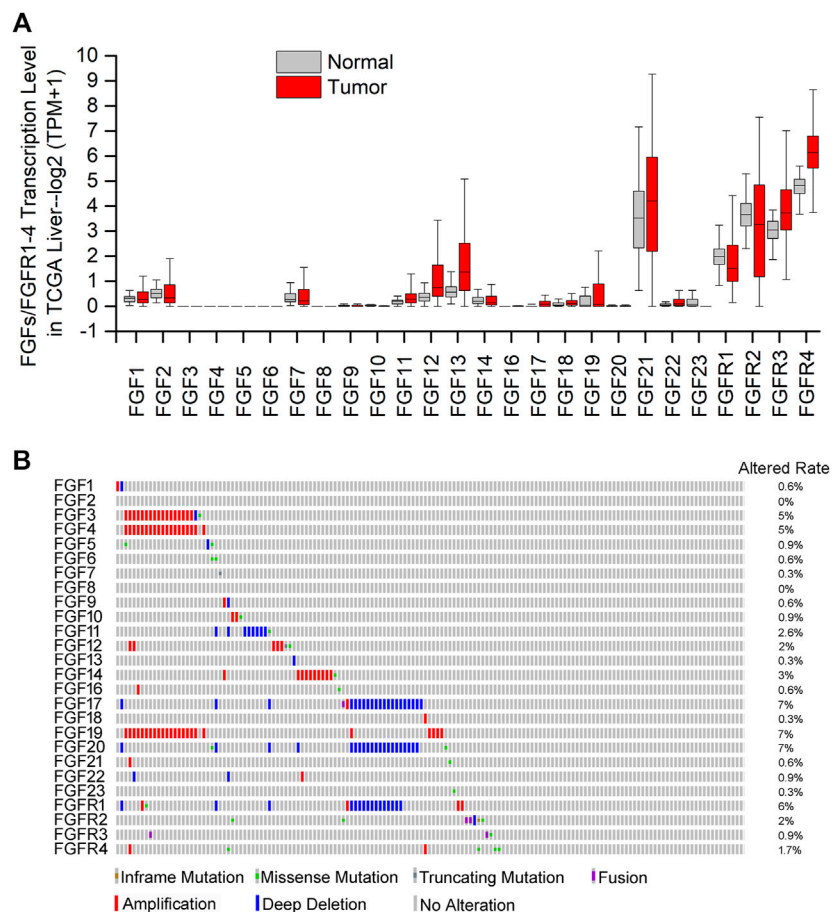 A
FGFs/FGFR1-4 Transcription Level
in TCGA Liver--log2 (TPM+1)
10
9
8
7
6
5
4
3
2
1
0
-1
Normal
Tumor
FGF1
FGF2
FGF3
FGF4
FGF5
FGF6
FGF7
FGF8
FGF9
FGF10
FGF11
FGF12
FGF13
FGF14
FGF16
FGF17
FGF18
FGF19
FGF20
FGF21
FGF22
FGF23
FGFR1
FGFR2
FGFR3
FGFR4
B
Altered Rate
FGF1 0.6%
FGF2 0%
FGF3 5%
FGF4 5%
FGF5 0.9%
FGF6 0.6%
FGF7 0.3%
FGF8 0%
FGF9 0.6%
FGF10 0.9%
FGF11 2.6%
FGF12 2%
FGF13 0.3%
FGF14 3%
FGF16 0.6%
FGF17 7%
FGF18 0.3%
FGF19 7%
FGF20 7%
FGF21 0.6%
FGF22 0.9%
FGF23 0.3%
FGFR1 6%
FGFR2 2%
FGFR3 0.9%
FGFR4 1.7%
Inframe Mutation Missense Mutation Truncating Mutation Fusion
Amplification Deep Deletion No Alteration